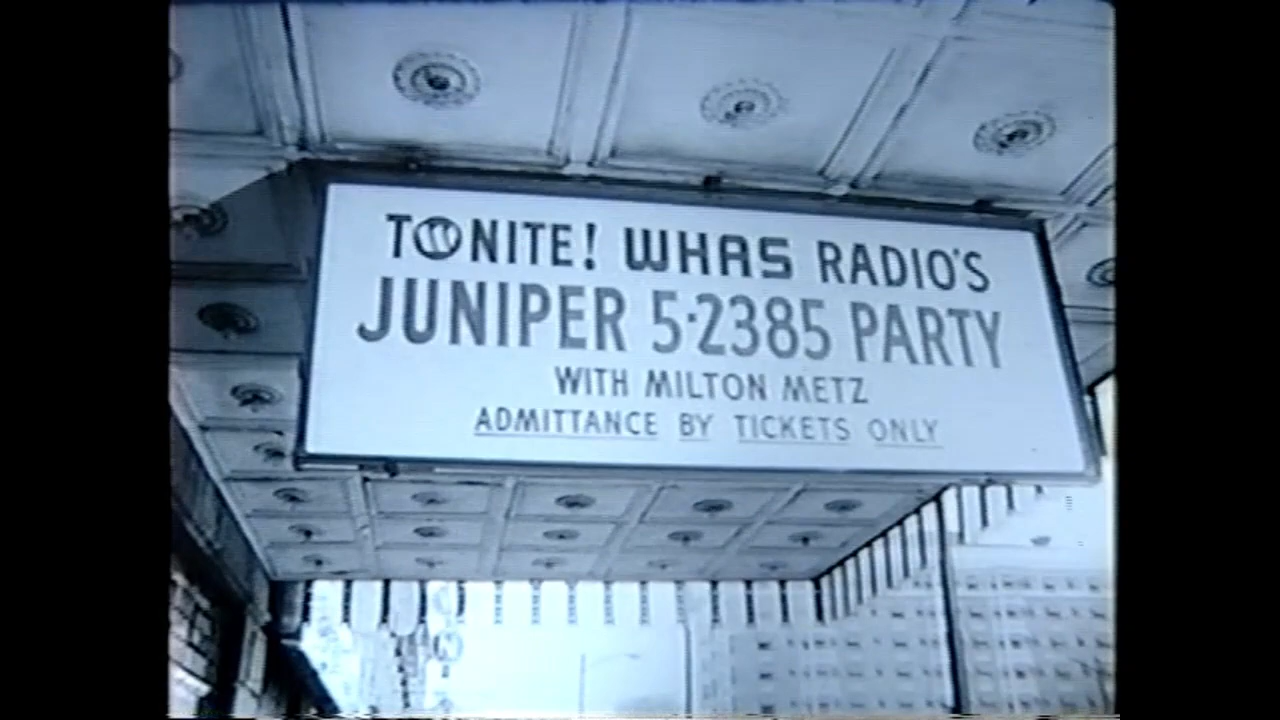 TONITE! WHAS RADIO'S
JUNIPER 5·2385 PARTY
WITH MILTON METZ
ADMITTANCE BY TICKETS ONLY